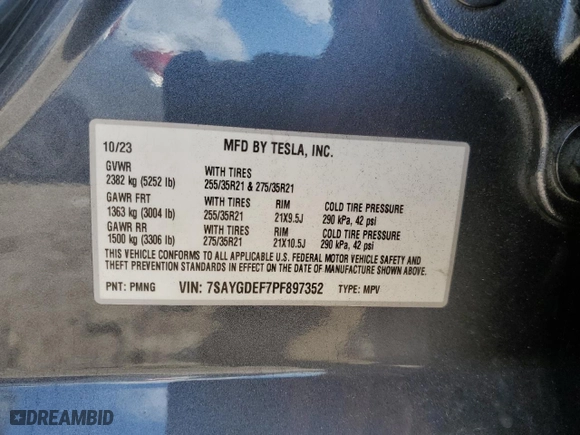 10/23 MFD BY TESLA, INC.
GVWR WITH TIRES
2382 kg (5252 lb) 255/35R21 & 275/35R21
GAWR FRT WITH TIRES RIM COLD TIRE PRESSURE
1363 kg (3004 lb) 255/35R21 21X9.5J 290 kPa, 42 psi
GAWR RR WITH TIRES RIM COLD TIRE PRESSURE
1500 kg (3306 lb) 275/35R21 21X10.5J 290 kPa, 42 psi
THIS VEHICLE CONFORMS TO ALL APPLICABLE U.S. FEDERAL MOTOR VEHICLE SAFETY AND
THEFT PREVENTION STANDARDS IN EFFECT ON THE DATE OF MANUFACTURE SHOWN ABOVE.
PNT: PMNG VIN: 7SAYGDEF7PF897352 TYPE: MPV
DREAMBID